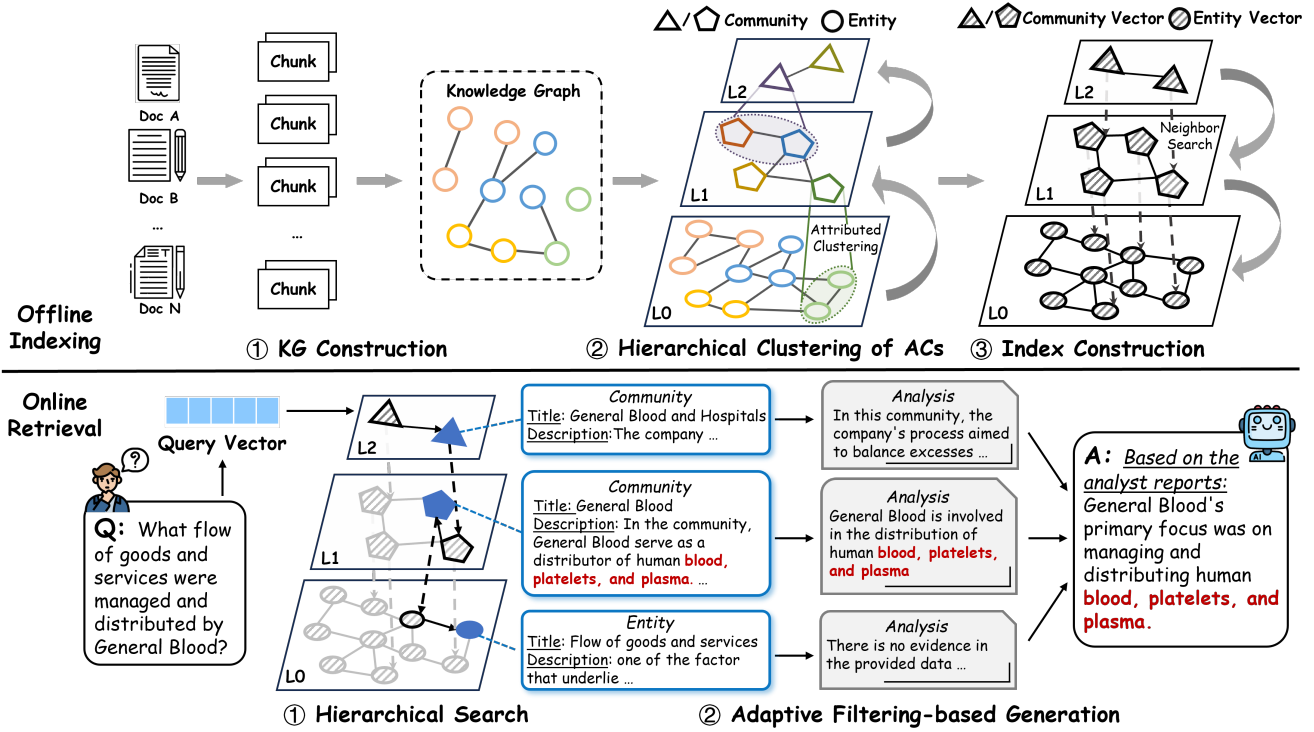 Community
Entity
Community Vector
Entity Vector
Doc A
Doc B
...
Doc N
Chunk
Chunk
Chunk
...
Chunk
Knowledge Graph
L2
L1
Attributed
Clustering
L0
L2
Neighbor
Search
L1
L0
Offline
Indexing
① KG Construction
② Hierarchical Clustering of ACs
③ Index Construction
Online
Retrieval
Query Vector
?
Q: What flow
of goods and
services were
managed and
distributed by
General Blood?
L2
L1
L0
Community
Title: General Blood and Hospitals
Description:The company ...
Community
Title: General Blood
Description: In the community,
General Blood serve as a
distributor of human blood,
platelets, and plasma. ...
Entity
Title: Flow of goods and services
Description: one of the factor
that underlie ...
Analysis
In this community, the
company's process aimed
to balance excesses ...
Analysis
General Blood is involved
in the distribution of
human blood, platelets,
and plasma
Analysis
There is no evidence in
the provided data ...
AI
A: Based on the
analyst reports:
General Blood's
primary focus was on
managing and
distributing human
blood, platelets, and
plasma.
① Hierarchical Search
② Adaptive Filtering-based Generation